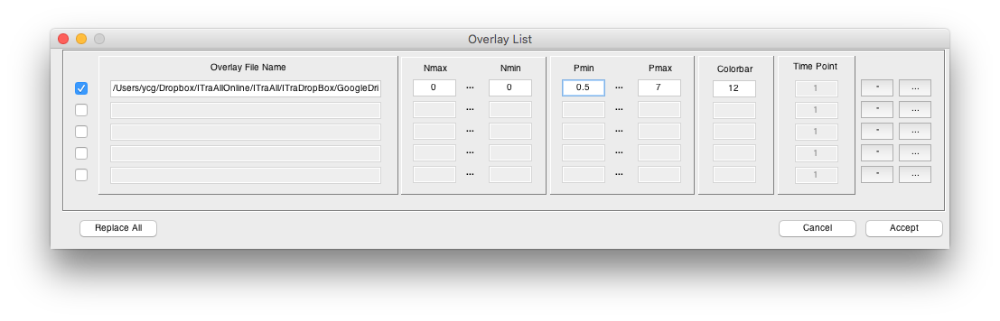 Overlay List
Overlay File Name Nmax Nmin Pmin Pmax Colorbar Time Point
/Users/ycg/Dropbox/ITraAllOnline/ITraAll/ITraDropBox/GoogleDri 0 ... 0 0.5 ... 7 12 1 - ...
... ... 1 - ...
... ... 1 - ...
... ... 1 - ...
... ... 1 - ...
Replace All Cancel Accept